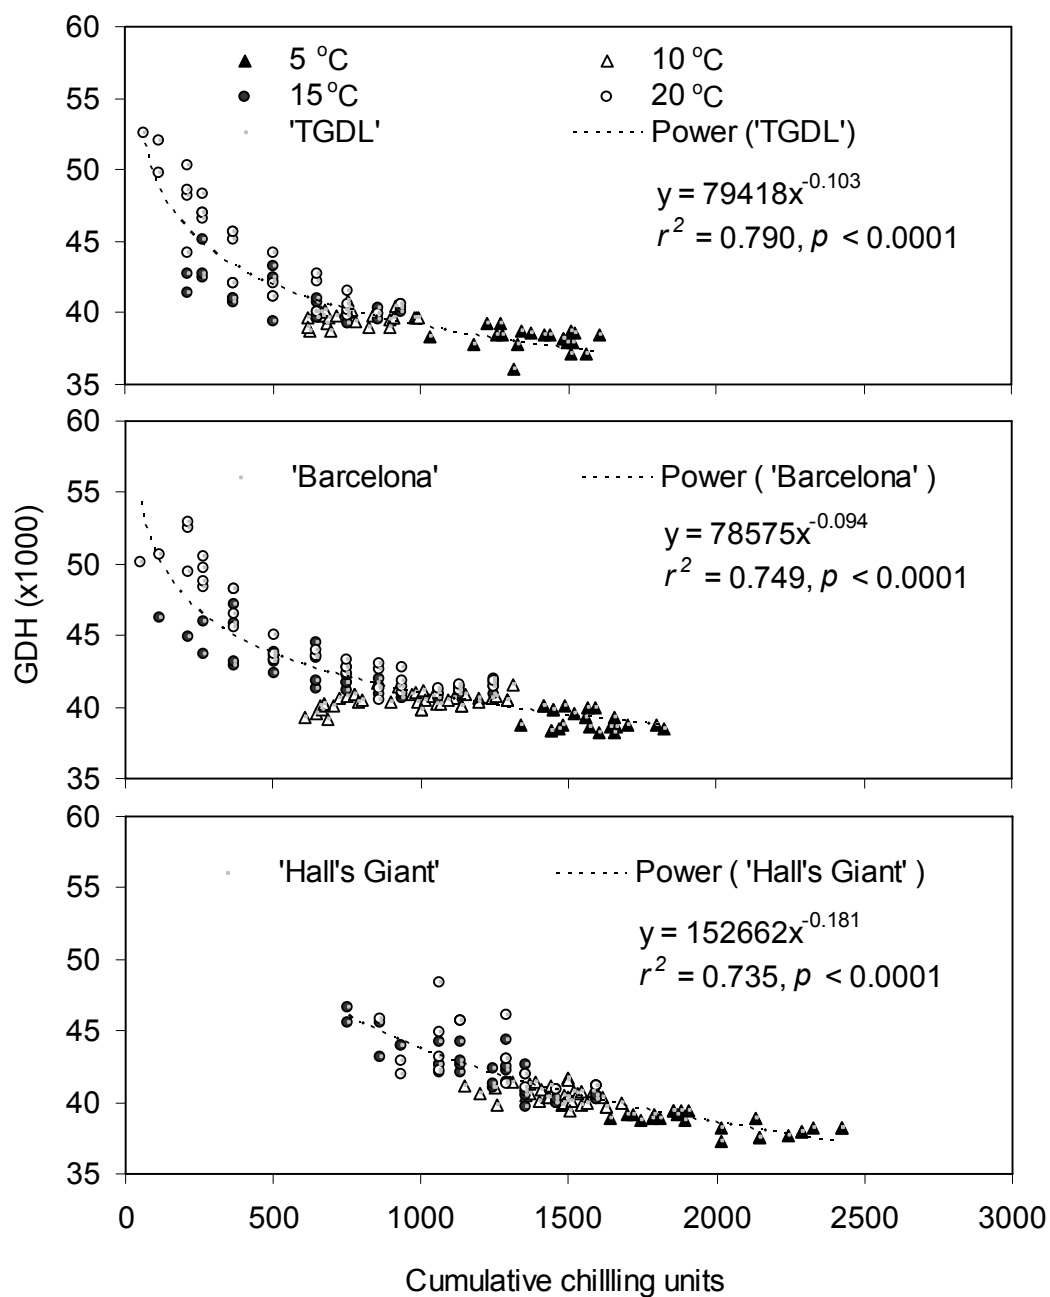 60
5 °C
10 °C
55
15 °C
20 °C
'TGDL'
Power ('TGDL')
50
y = 79418x^-0.103
45
r² = 0.790, p < 0.0001
40
35
60
55
'Barcelona'
Power ( 'Barcelona' )
y = 78575x^-0.094
50
r² = 0.749, p < 0.0001
45
40
35
GDH (x1000)
60
55
'Hall's Giant'
Power ( 'Hall's Giant' )
y = 152662x^-0.181
50
r² = 0.735, p < 0.0001
45
40
35
0 500 1000 1500 2000 2500 3000
Cumulative chillling units